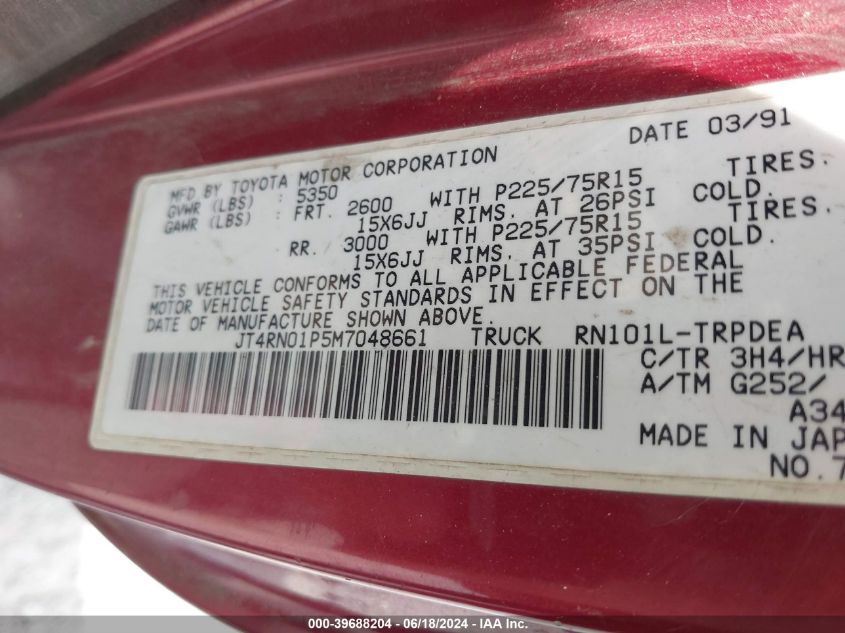 MFD BY TOYOTA MOTOR CORPORATION DATE 03/91
GVWR (LBS) : 5350
GAWR (LBS) : FRT. 2600 WITH P225/75R15 TIRES.
15X6JJ RIMS. AT 26PSI COLD.
RR. 3000 WITH P225/75R15 TIRES.
15X6JJ RIMS. AT 35PSI COLD.
THIS VEHICLE CONFORMS TO ALL APPLICABLE FEDERAL
MOTOR VEHICLE SAFETY STANDARDS IN EFFECT ON THE
DATE OF MANUFACTURE SHOWN ABOVE.
JT4RN01P5M7048661 TRUCK RN101L-TRPDEA
C/TR 3H4/HR
A/TM G252/
A34
MADE IN JAP
NO.7
000-39688204 - 06/18/2024 - IAA Inc.